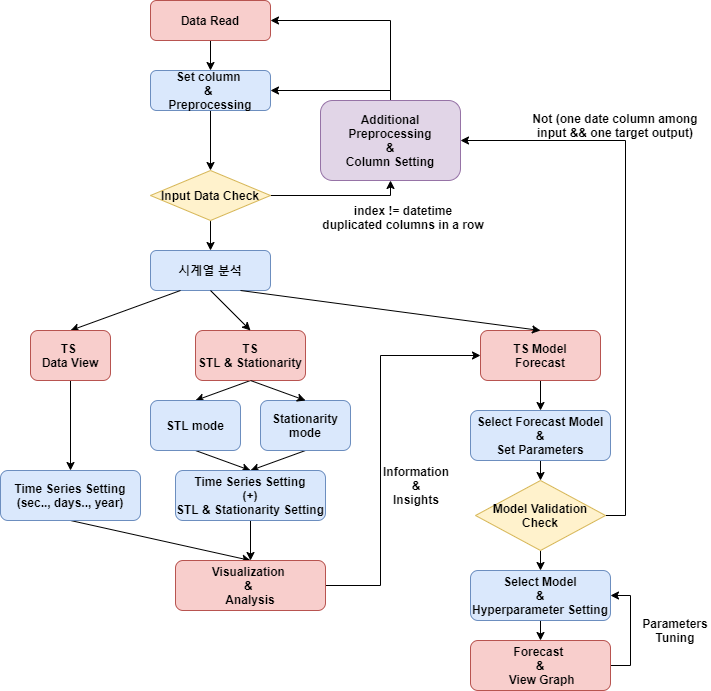 Data Read
Set column
&
Preprocessing
Additional
Preprocessing
&
Column Setting
Not (one date column among
input && one target output)
Input Data Check
index != datetime
duplicated columns in a row
시계열 분석
TS
Data View
TS
STL & Stationarity
TS Model
Forecast
STL mode
Stationarity
mode
Select Forecast Model
&
Set Parameters
Time Series Setting
(sec.., days.., year)
Time Series Setting
(+)
STL & Stationarity Setting
Information
&
Insights
Model Validation
Check
Visualization
&
Analysis
Select Model
&
Hyperparameter Setting
Parameters
Tuning
Forecast
&
View Graph